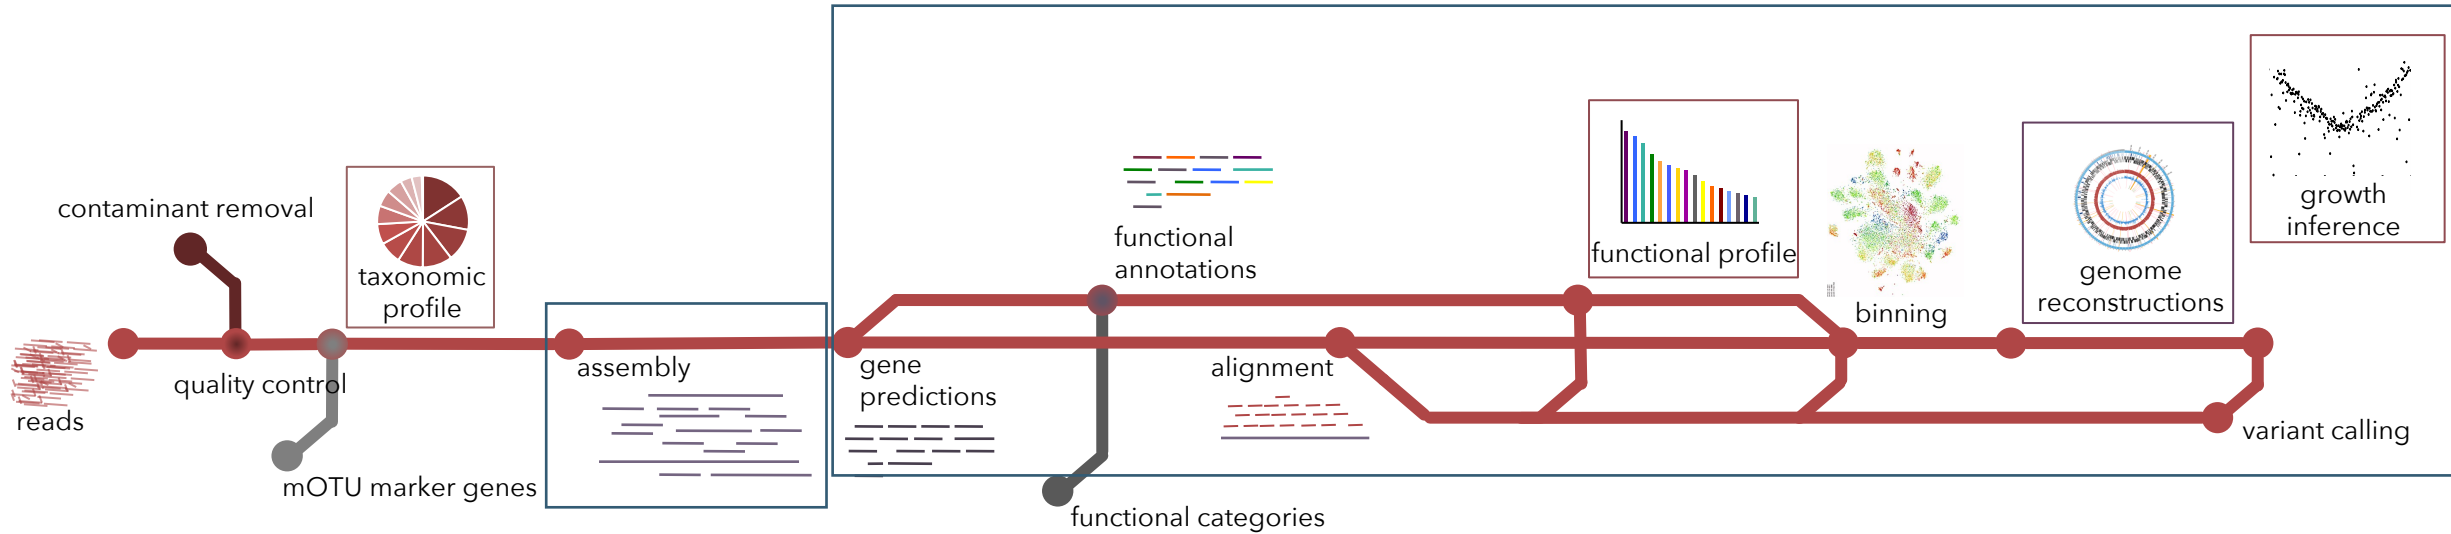 contaminant removal
taxonomic
profile
reads
quality control
mOTU marker genes
assembly
gene
predictions
functional
annotations
functional categories
alignment
functional profile
binning
genome
reconstructions
growth
inference
variant calling